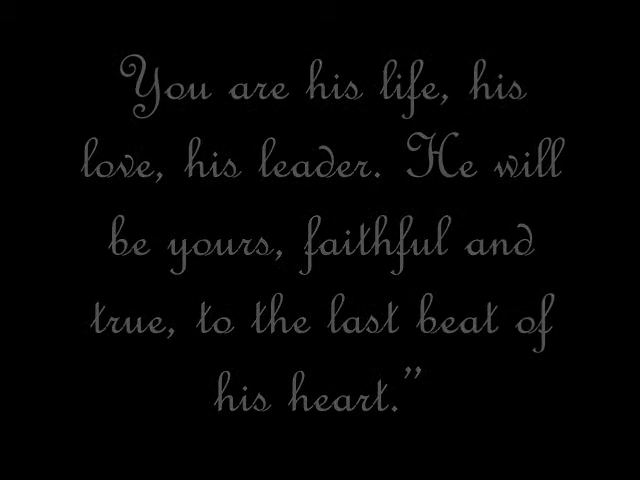 You are his life, his
love, his leader. He will
be yours, faithful and
true, to the last beat of
his heart.”